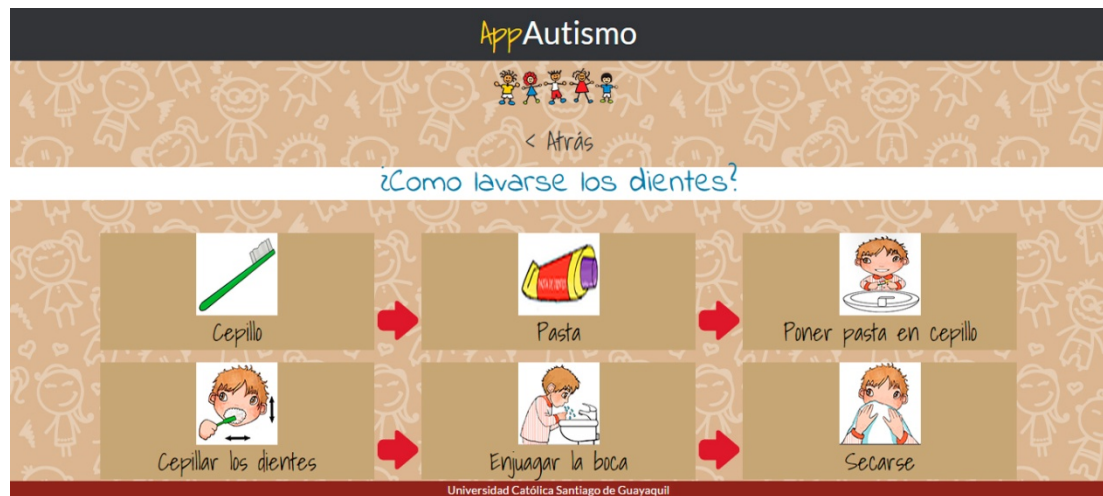 AppAutismo
< Atrás
¿Como lavarse los dientes?
Cepillo
Pasta
Poner pasta en cepillo
Cepillar los dientes
Enjuagar la boca
Secarse
Universidad Católica Santiago de Guayaquil